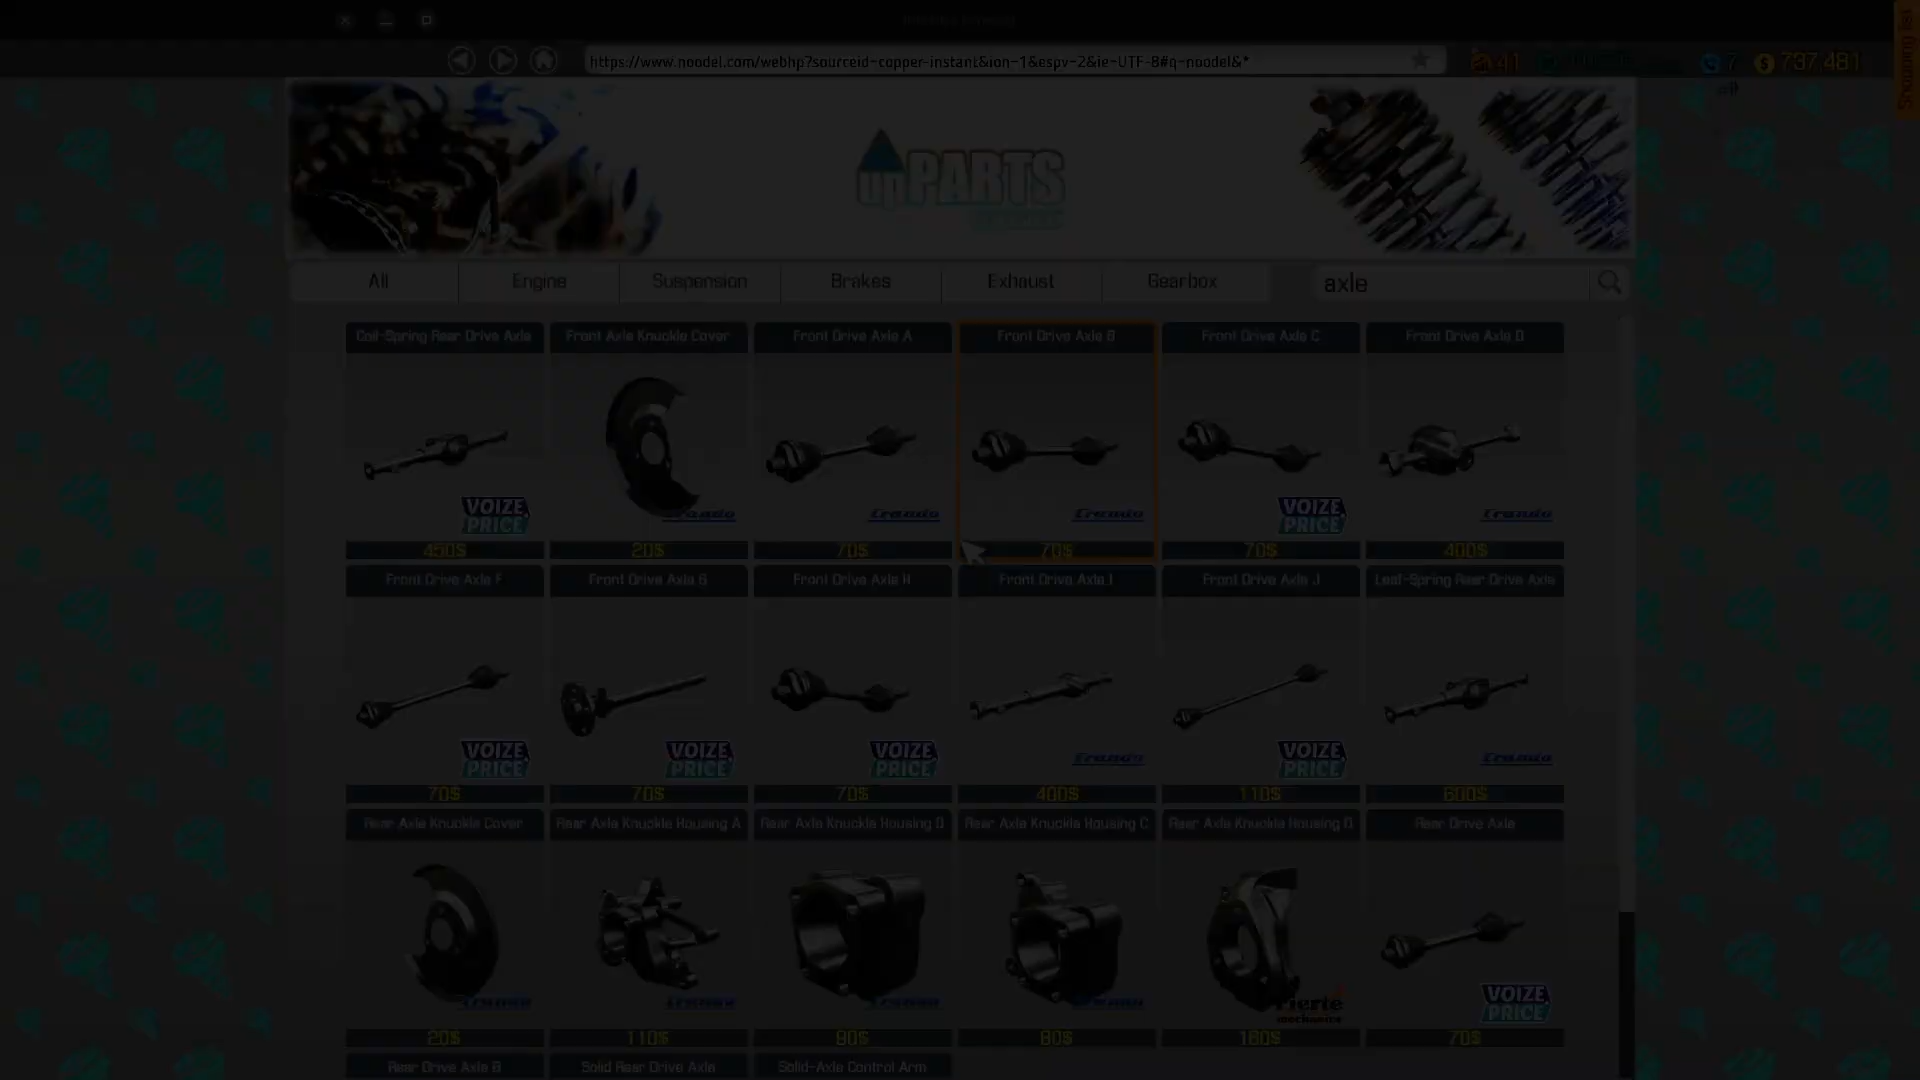 https://www.noodel.com/webhp?sourceid-copper-instant&ion-1&espv-2&ie-UTF-8#q-noodel&*
41
7
737,481
Shopping list
upPARTS
All
Engine
Suspension
Brakes
Exhaust
Gearbox
axle
Coil-Spring Rear Drive Axle
Front Axle Knuckle Cover
Front Drive Axle A
Front Drive Axle B
Front Drive Axle C
Front Drive Axle D
VOIZE PRICE
VOIZE PRICE
450$
20$
70$
70$
70$
400$
Front Drive Axle F
Front Drive Axle G
Front Drive Axle H
Front Drive Axle I
Front Drive Axle J
Leaf-Spring Rear Drive Axle
VOIZE PRICE
VOIZE PRICE
VOIZE PRICE
VOIZE PRICE
70$
70$
70$
400$
110$
600$
Rear Axle Knuckle Cover
Rear Axle Knuckle Housing A
Rear Axle Knuckle Housing
Rear Axle Knuckle Housing C
Rear Axle Knuckle Housing
Rear Drive Axle
mechanics
VOIZE PRICE
20$
110$
70$
Rear Drive Axle B
Solid Rear Drive Axle
Solid-Axle Control Arm